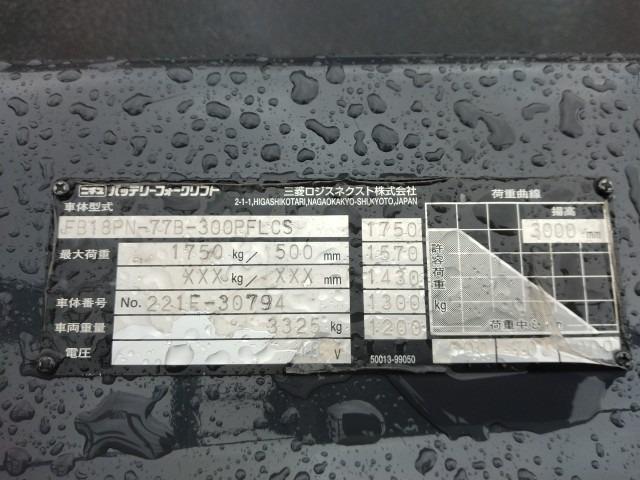 ニチユ バッテリーフォークリフト
三菱ロジスネクスト株式会社
2-1-1,HIGASHIKOTARI,NAGAOKAKYO-SHI,KYOTO,JAPAN
車体型式
FB18PN-77B-300PFLCS
最大荷重 1750 kg/ 500 mm
XXX kg/ XXX mm
車体番号 No. 221F-30794
車両重量 3325 kg
電圧 V
1750
1570
1430
1300
1200
50013-99050
荷重曲線
揚高
3000 mm
許容荷重 kg
荷重中心